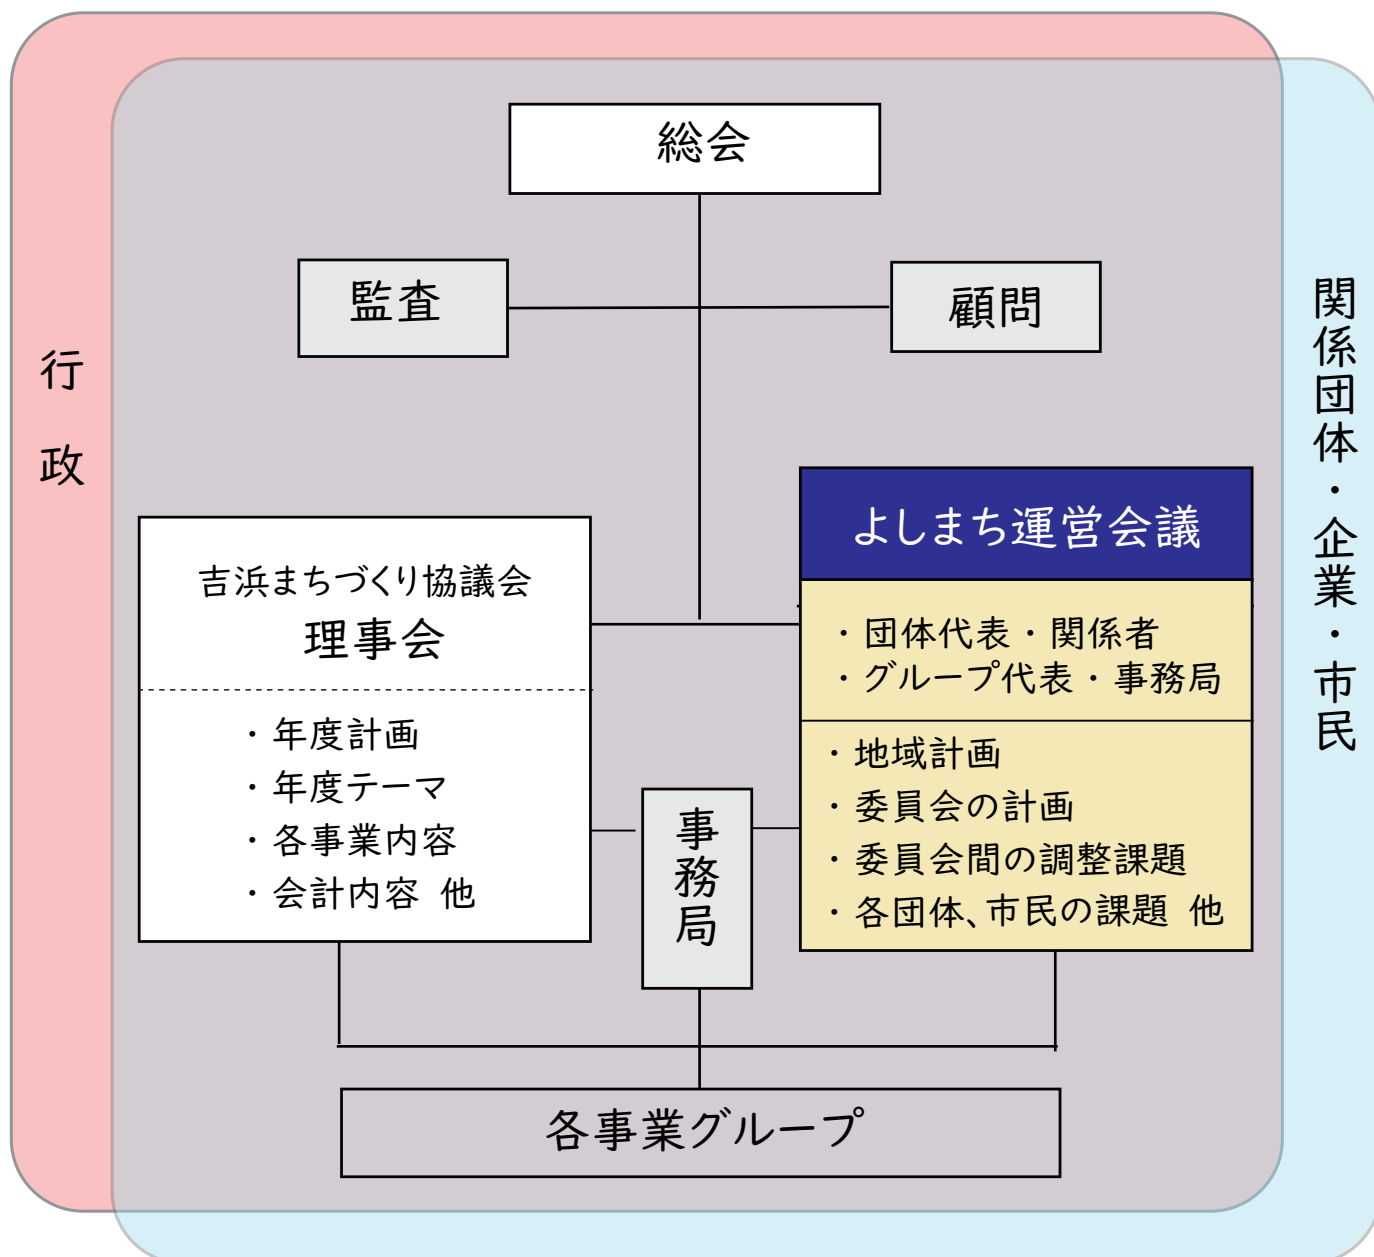 総会
監査
顧問
行政
関係団体・企業・市民
吉浜まちづくり協議会
理事会
・年度計画
・年度テーマ
・各事業内容
・会計内容 他
よしまち運営会議
・団体代表・関係者
・グループ代表・事務局
・地域計画
・委員会の計画
・委員会間の調整課題
・各団体、市民の課題 他
事務局
各事業グループ